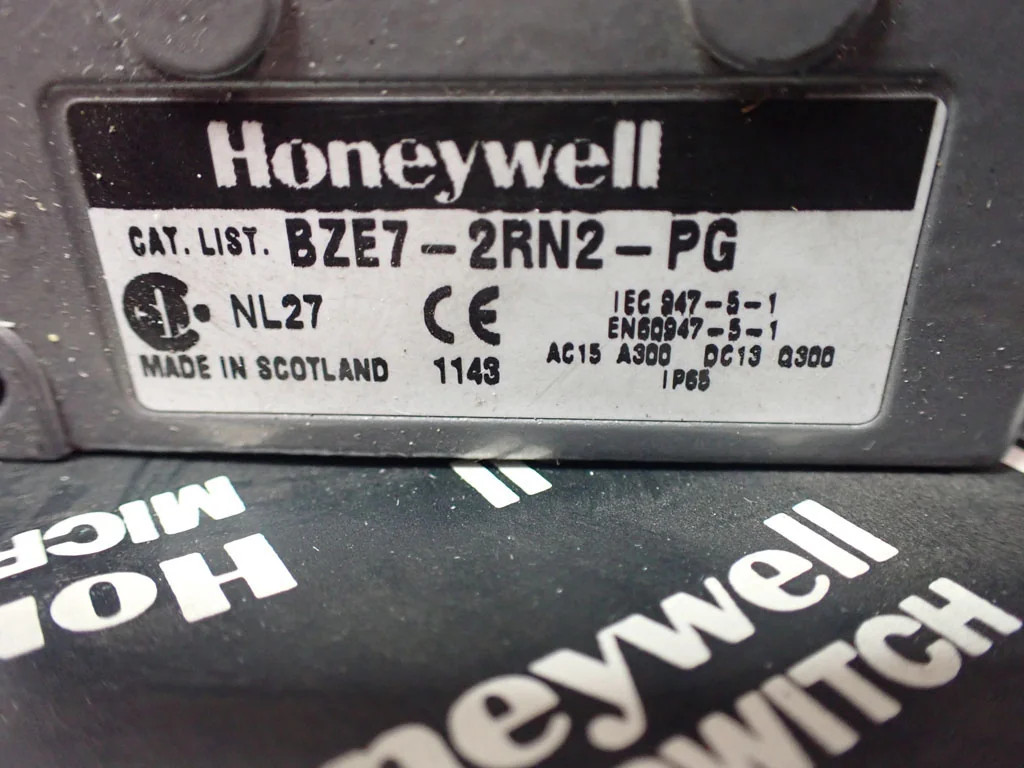 Honeywell
CAT. LIST. BZE7-2RN2-PG
NL27 CE IEC 947-5-1
EN60947-5-1
AC15 A300 DC13 Q300
MADE IN SCOTLAND 1143
IP65
Honeywell
SWITCH